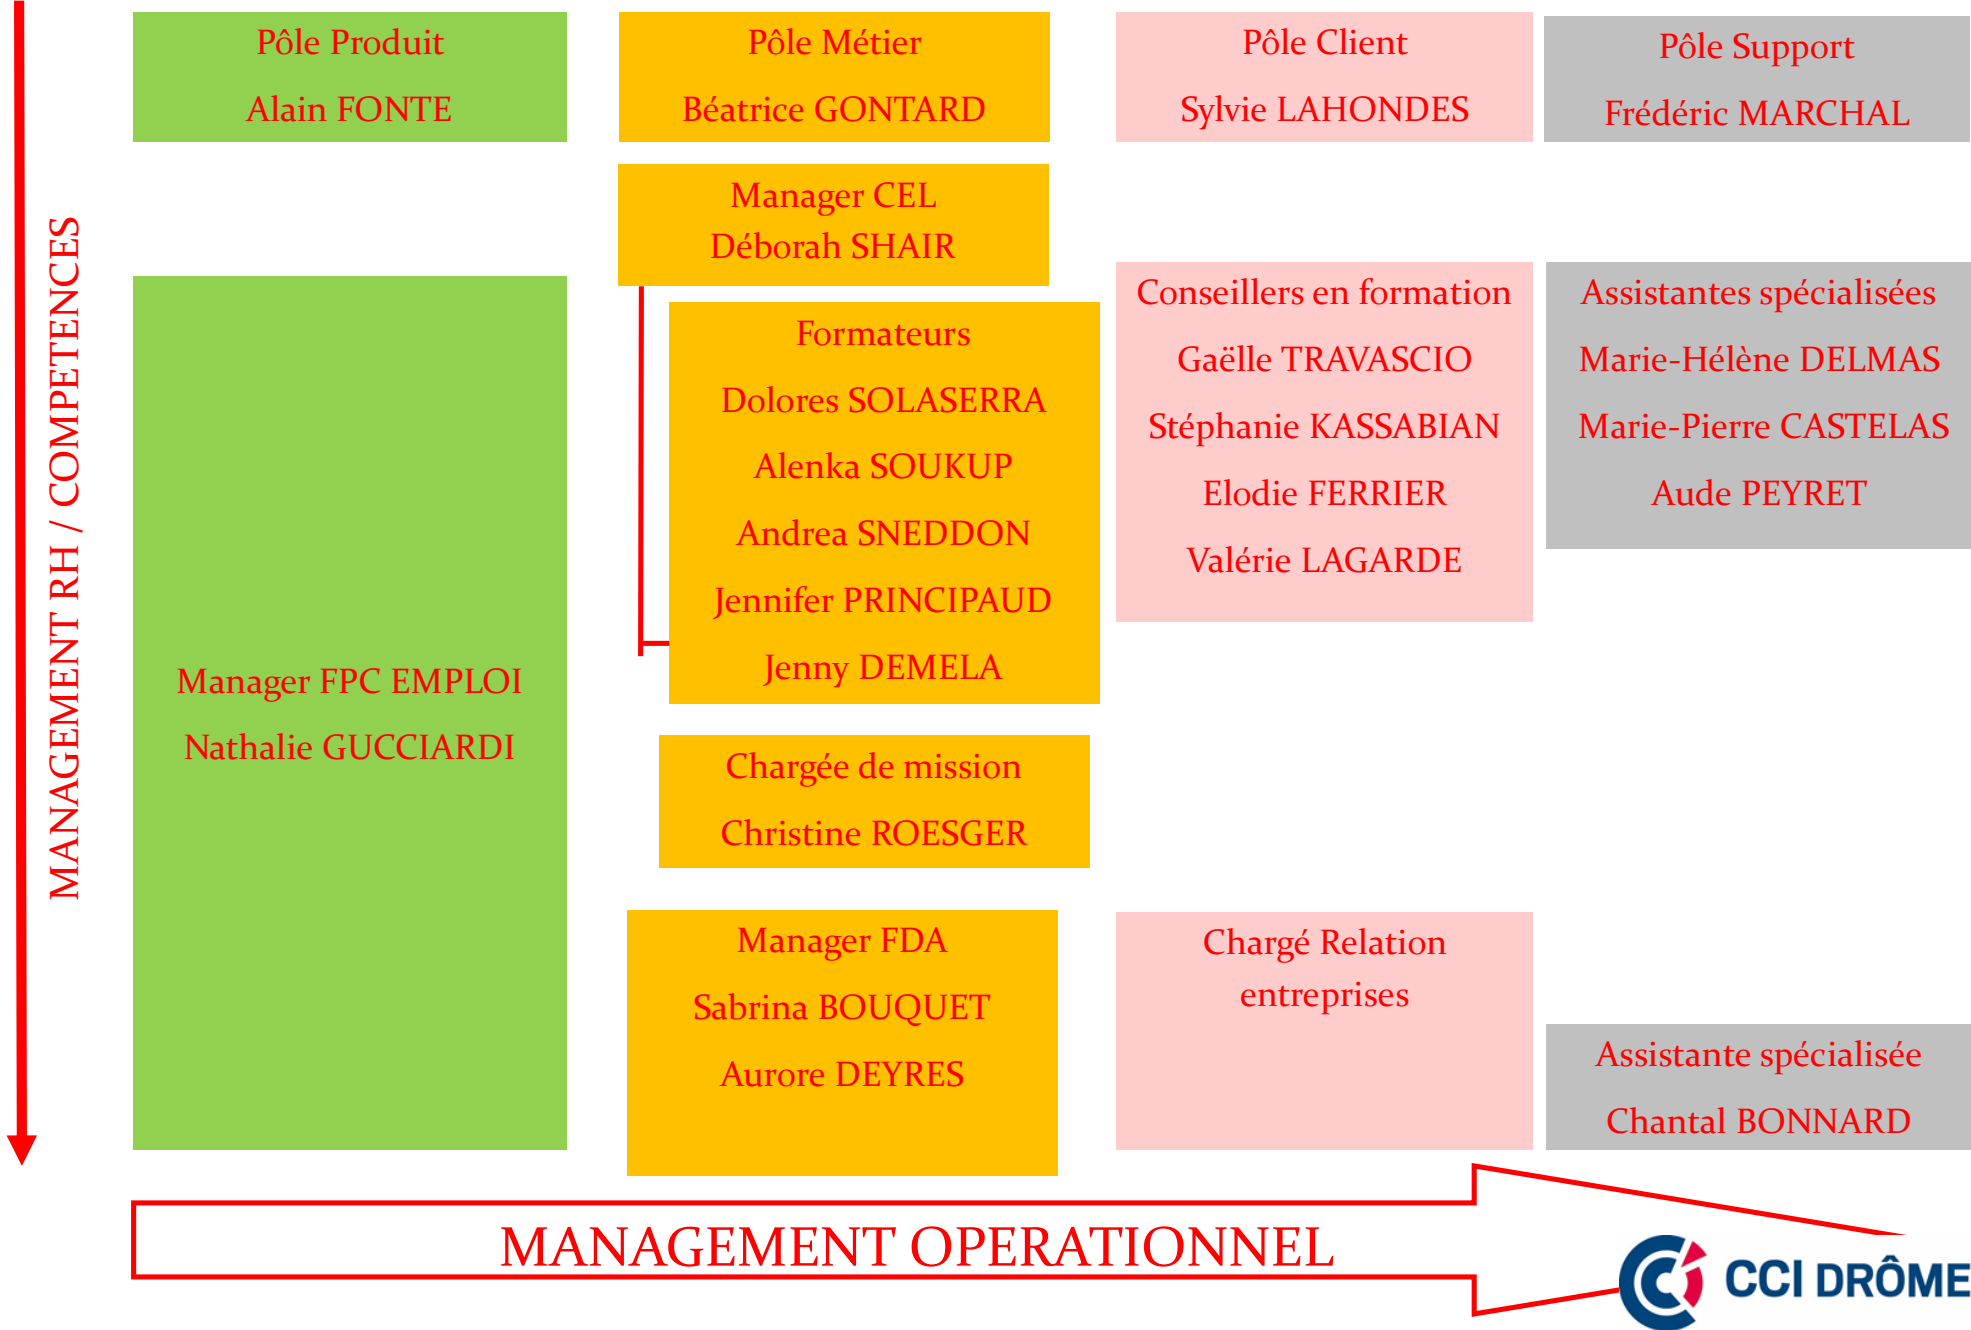 MANAGEMENT RH / COMPETENCES
Pôle Produit
Alain FONTE
Manager FPC EMPLOI
Nathalie GUCCIARDI
Pôle Métier
Béatrice GONTARD
Manager CEL
Déborah SHAIR
Formateurs
Dolores SOLASERRA
Alenka SOUKUP
Andrea SNEDDON
Jennifer PRINCIPAUD
Jenny DEMELA
Chargée de mission
Christine ROESGER
Manager FDA
Sabrina BOUQUET
Aurore DEYRES
Pôle Client
Sylvie LAHONDES
Conseillers en formation
Gaëlle TRAVASCIO
Stéphanie KASSABIAN
Elodie FERRIER
Valérie LAGARDE
Chargé Relation
entreprises
Pôle Support
Frédéric MARCHAL
Assistantes spécialisées
Marie-Hélène DELMAS
Marie-Pierre CASTELAS
Aude PEYRET
Assistante spécialisée
Chantal BONNARD
MANAGEMENT OPERATIONNEL
CCI DRÔME